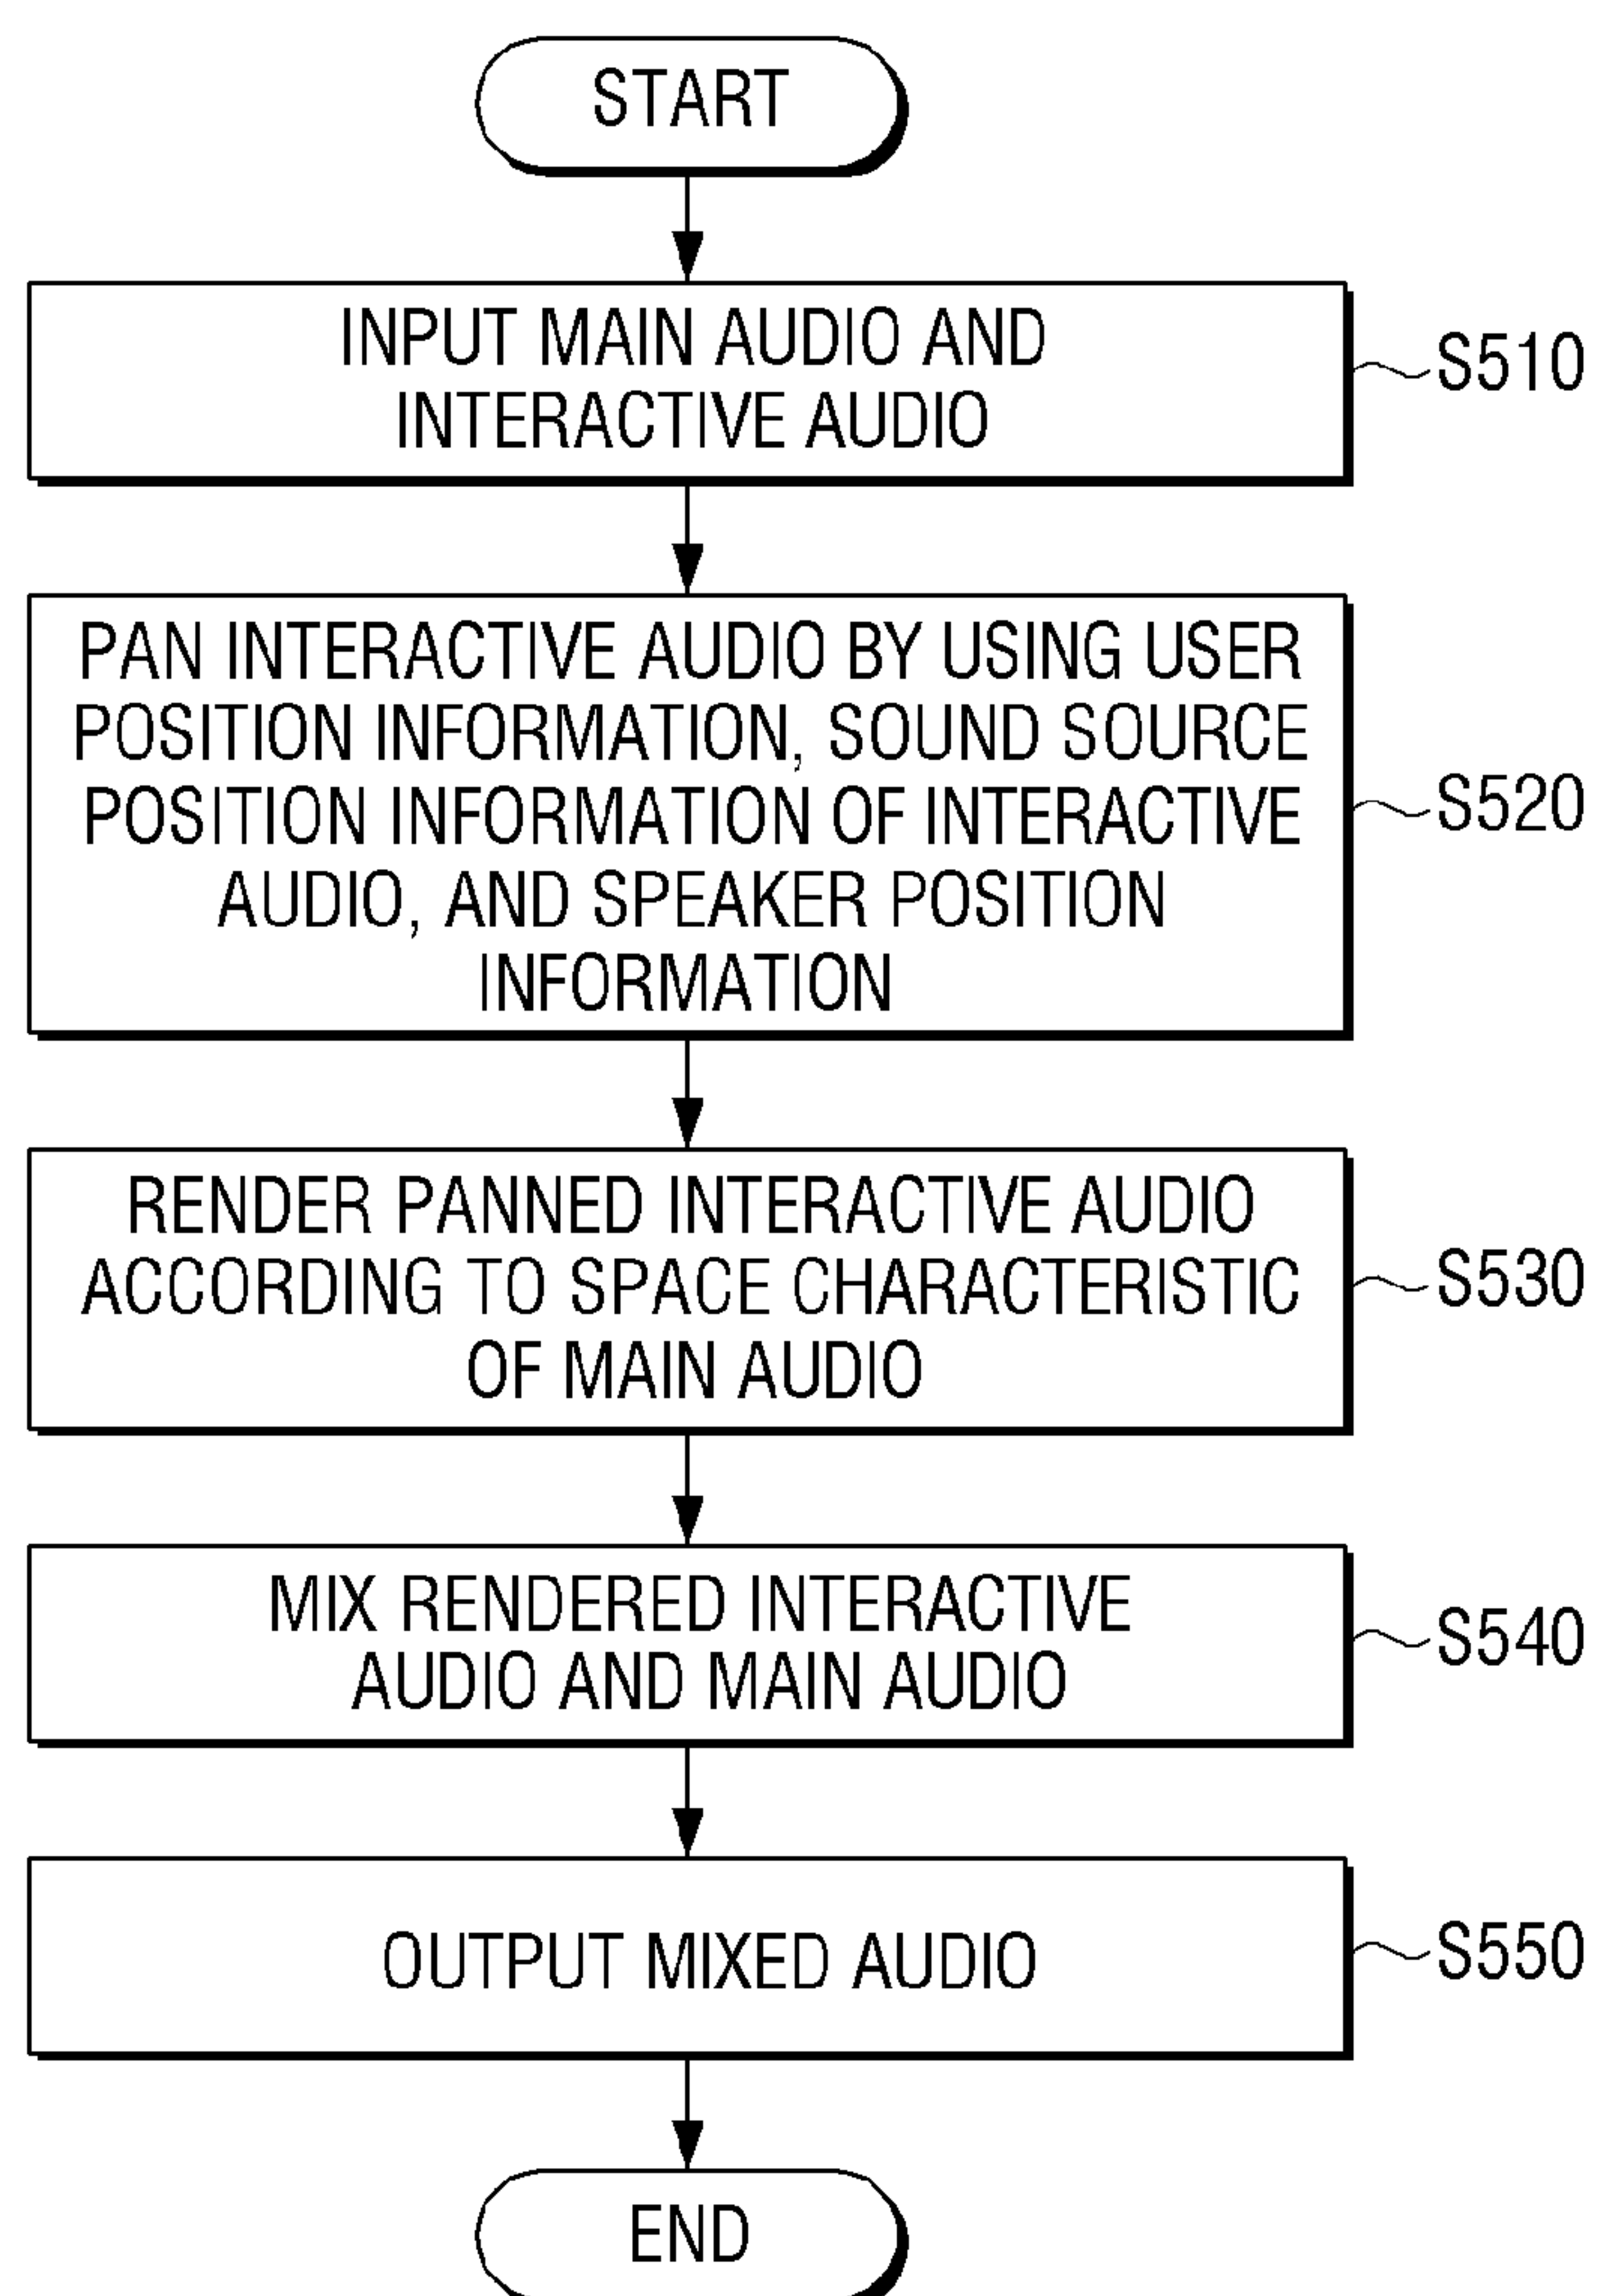 START
INPUT MAIN AUDIO AND
INTERACTIVE AUDIO
S510
PAN INTERACTIVE AUDIO BY USING USER
POSITION INFORMATION, SOUND SOURCE
POSITION INFORMATION OF INTERACTIVE
AUDIO, AND SPEAKER POSITION
INFORMATION
S520
RENDER PANNED INTERACTIVE AUDIO
ACCORDING TO SPACE CHARACTERISTIC
OF MAIN AUDIO
S530
MIX RENDERED INTERACTIVE
AUDIO AND MAIN AUDIO
S540
OUTPUT MIXED AUDIO
S550
END